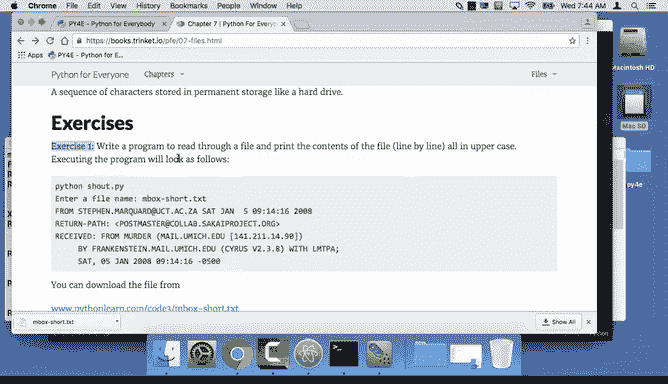 Chrome File Edit View History Bookmarks People Window Help
Wed 7:44 AM
PY4E - Python for Everybody
Chapter 7 | Python For Everyo
https://books.trinket.io/pfe/07-files.html
Apps PY4E - Python for E...
Python for Everyone Chapters Files
A sequence of characters stored in permanent storage like a hard drive.
Exercises
Exercise 1: Write a program to read through a file and print the contents of the file (line by line) all in upper case.
Executing the program will look as follows:
python shout.py
Enter a file name: mbox-short.txt
FROM STEPHEN.MARQUARD@UCT.AC.ZA SAT JAN 5 09:14:16 2008
RETURN-PATH: <POSTMASTER@COLLAB.SAKAIPROJECT.ORG>
RECEIVED: FROM MURDER (MAIL.UMICH.EDU [141.211.14.90])
BY FRANKENSTEIN.MAIL.UMICH.EDU (CYRUS V2.3.8) WITH LMTPA;
SAT, 05 JAN 2008 09:14:16 -0500
You can download the file from
www.pythonlearn.com/code3/mbox-short.txt
mbox-short.txt
Show All
Macintosh HD
Mac SD
py4e